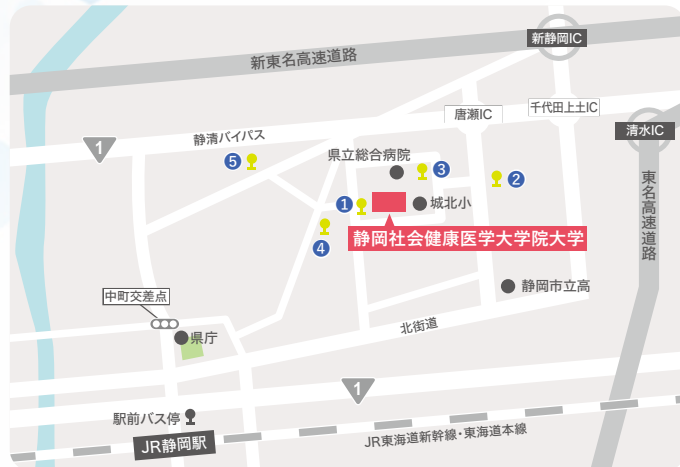 新静岡IC
新東名高速道路
千代田上土IC
唐瀬IC
清水IC
静清バイパス
1
県立総合病院
5
3
2
東名高速道路
1
城北小
静岡社会健康医学大学院大学
4
静岡市立高
中町交差点
北街道
県庁
1
駅前バス停
JR静岡駅
JR東海道新幹線・東海道本線